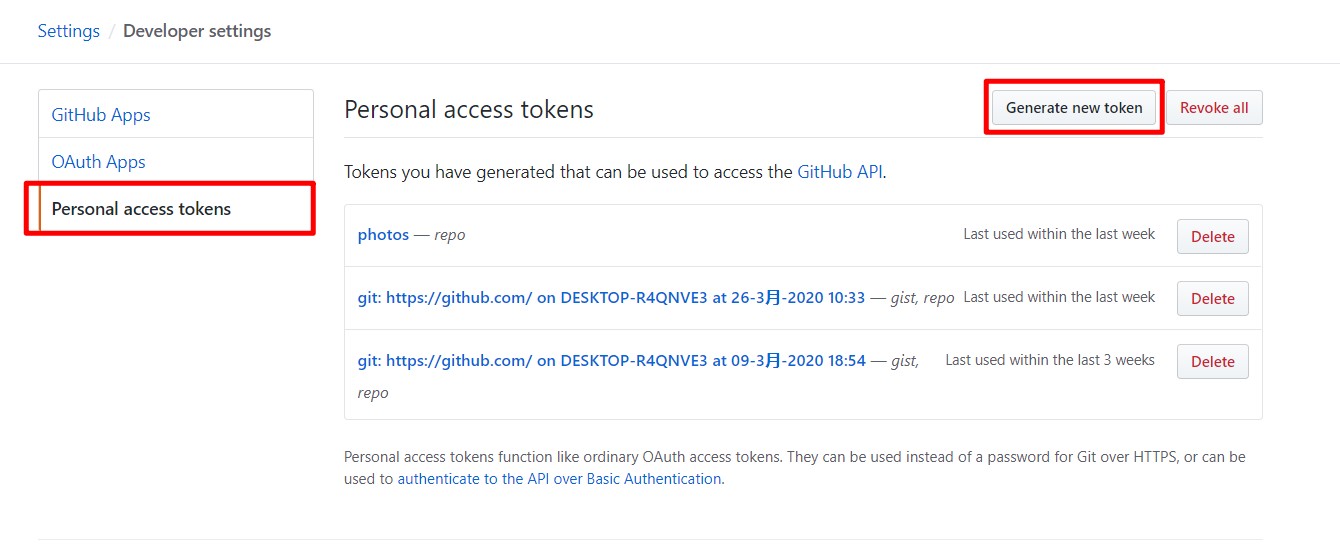 Settings / Developer settings
GitHub Apps
OAuth Apps
Personal access tokens
Personal access tokens
Generate new token
Revoke all
Tokens you have generated that can be used to access the GitHub API.
photos — repo
Last used within the last week
Delete
git: https://github.com/ on DESKTOP-R4QNVE3 at 26-3月-2020 10:33 — gist, repo
Last used within the last week
Delete
git: https://github.com/ on DESKTOP-R4QNVE3 at 09-3月-2020 18:54 — gist,
repo
Last used within the last 3 weeks
Delete
Personal access tokens function like ordinary OAuth access tokens. They can be used instead of a password for Git over HTTPS, or can be
used to authenticate to the API over Basic Authentication.